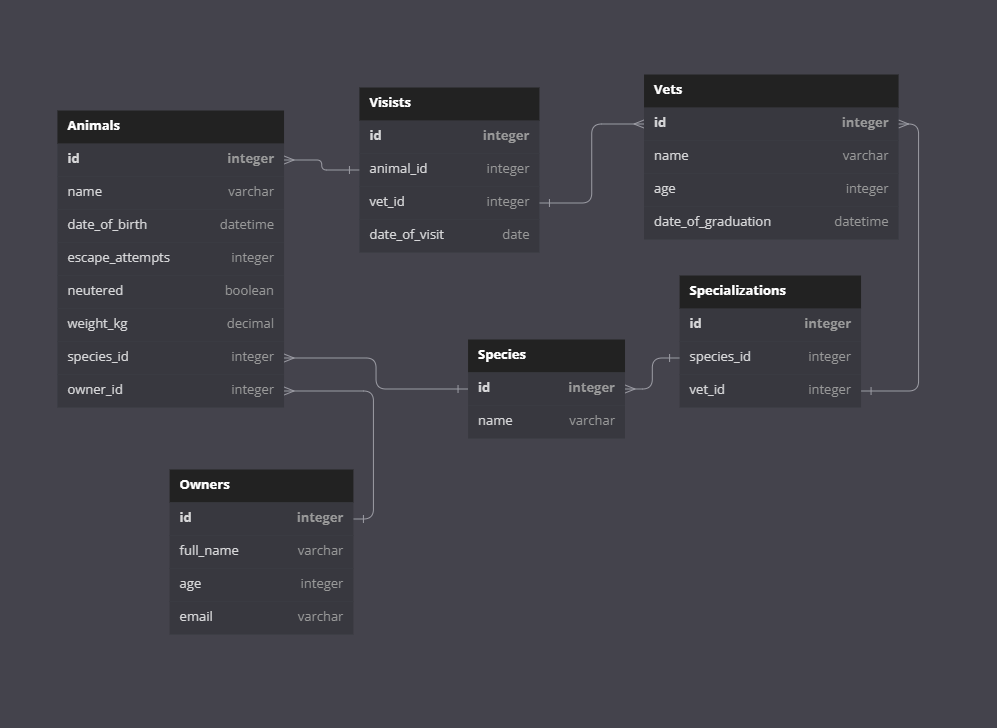 Animals
id integer
name varchar
date_of_birth datetime
escape_attempts integer
neutered boolean
weight_kg decimal
species_id integer
owner_id integer
Visists
id integer
animal_id integer
vet_id integer
date_of_visit date
Vets
id integer
name varchar
age integer
date_of_graduation datetime
Species
id integer
name varchar
Specializations
id integer
species_id integer
vet_id integer
Owners
id integer
full_name varchar
age integer
email varchar